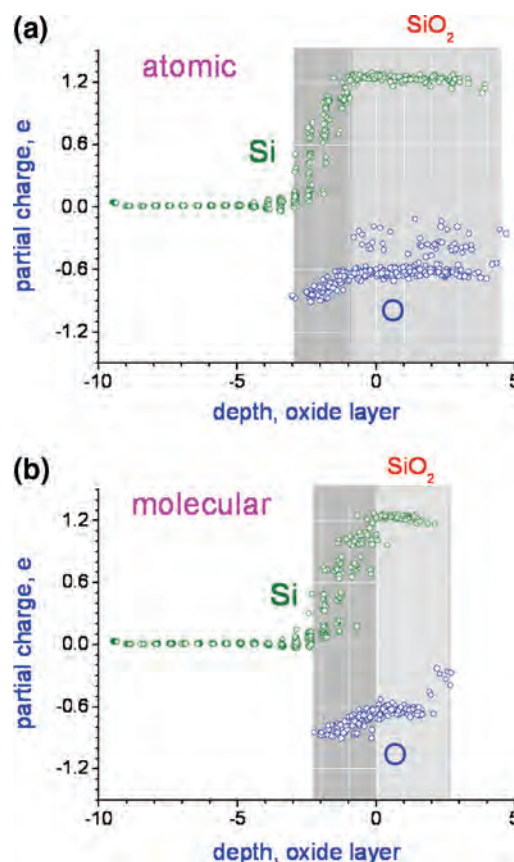 (a)
SiO2
atomic
Si
O
partial charge, e
1.2
0.6
0.0
-0.6
-1.2
-10
-5
0
5
depth, oxide layer
(b)
SiO2
molecular
Si
O
partial charge, e
1.2
0.6
0.0
-0.6
-1.2
-10
-5
0
5
depth, oxide layer